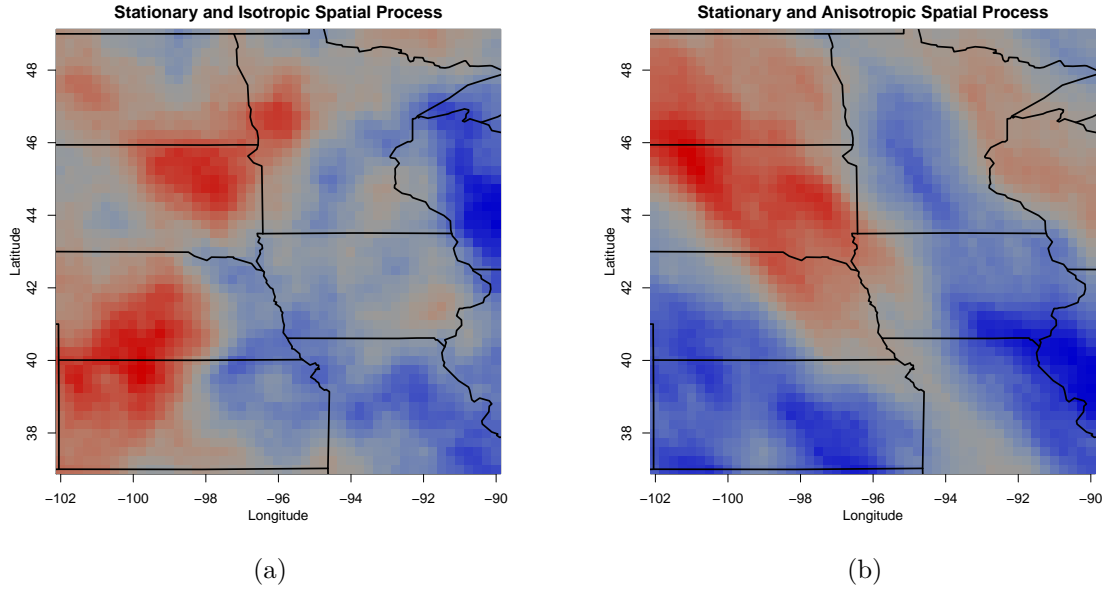 Stationary and Isotropic Spatial Process
48
46
44
42
40
38
Latitude
−102 −100 −98 −96 −94 −92 −90
Longitude
(a)
Stationary and Anisotropic Spatial Process
48
46
44
42
40
38
Latitude
−102 −100 −98 −96 −94 −92 −90
Longitude
(b)